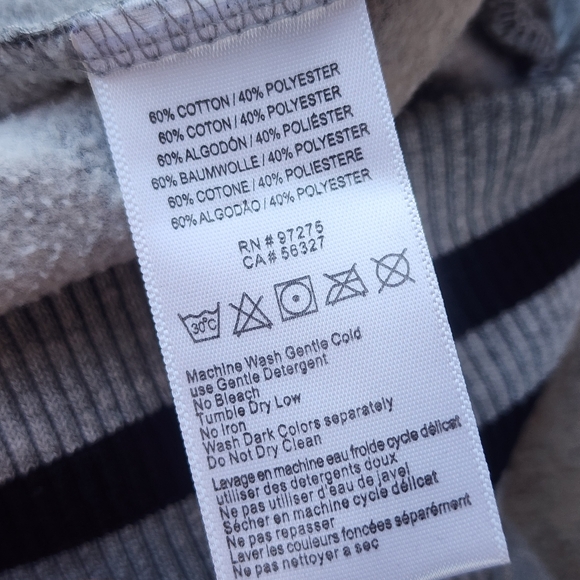 60% COTTON / 40% POLYESTER
60% COTON / 40% POLYESTER
60% ALGODÓN / 40% POLIÉSTER
60% BAUMWOLLE / 40% POLYESTER
60% COTONE / 40% POLIESTERE
60% ALGODÃO / 40% POLYESTER
RN # 97275
CA# 56327
30°C
Machine Wash Gentle Cold
use Gentle Detergent
No Bleach
Tumble Dry Low
No Iron
Wash Dark Colors separately
Do Not Dry Clean
Lavage en machine eau froide cycle délicat
utiliser des detergents doux
Ne pas utiliser d'eau de javel
Sécher en machine cycle délicat
Ne pas repasser
Laver les couleurs foncées séparément
Ne pas nettoyer a sec